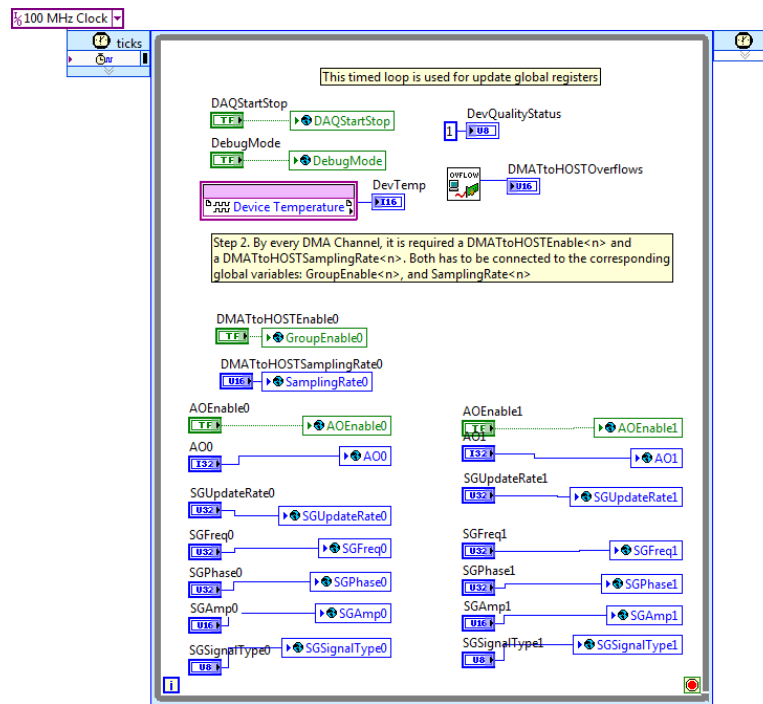 100 MHz Clock
ticks
This timed loop is used for update global registers
DAQStartStop
TF
DAQStartStop
DevQualityStatus
1
U8
DebugMode
TF
DebugMode
OVFLOW
DMATtoHOSTOverflows
U16
Device Temperature
DevTemp
I16
Step 2. By every DMA Channel, it is required a DMATtoHOSTEnable<n> and
a DMATtoHOSTSamplingRate<n>. Both has to be connected to the corresponding
global variables: GroupEnable<n>, and SamplingRate<n>
DMATtoHOSTEnable0
TF
GroupEnable0
DMATtoHOSTSamplingRate0
U16
SamplingRate0
AOEnable0
TF
AOEnable0
AO0
I32
AO0
SGUpdateRate0
U32
SGUpdateRate0
SGFreq0
U32
SGFreq0
SGPhase0
U32
SGPhase0
SGAmp0
U16
SGAmp0
SGSignalType0
U8
SGSignalType0
AOEnable1
TF
AOEnable1
AO1
I32
AO1
SGUpdateRate1
U32
SGUpdateRate1
SGFreq1
U32
SGFreq1
SGPhase1
U32
SGPhase1
SGAmp1
U16
SGAmp1
SGSignalType1
U8
SGSignalType1
i